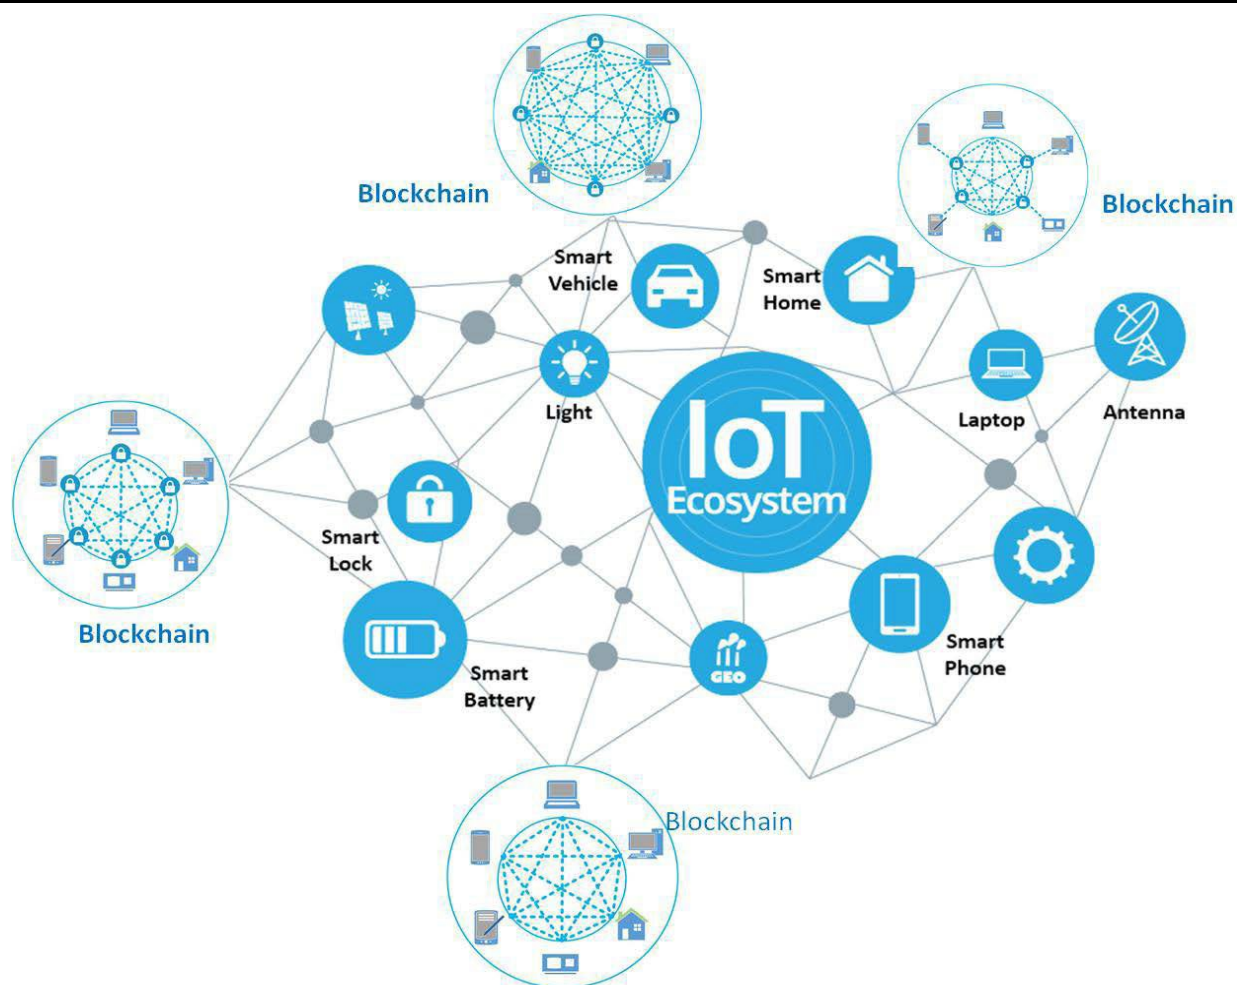 Blockchain
Blockchain
Smart
Vehicle
Smart
Home
Light
Laptop
Antenna
IoT
Ecosystem
Smart
Lock
Blockchain
Smart
Battery
GEO
Smart
Phone
Blockchain